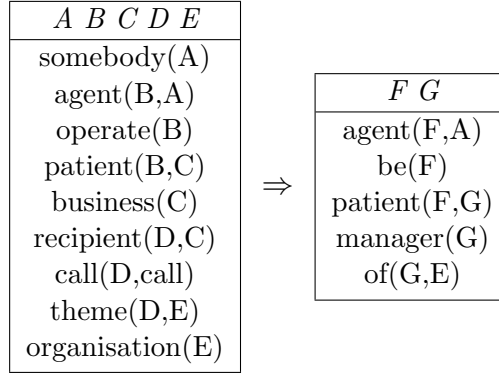 A B C D E
somebody(A)
agent(B,A)
operate(B)
patient(B,C)
business(C)
recipient(D,C)
call(D,call)
theme(D,E)
organisation(E)
⇒
F G
agent(F,A)
be(F)
patient(F,G)
manager(G)
of(G,E)